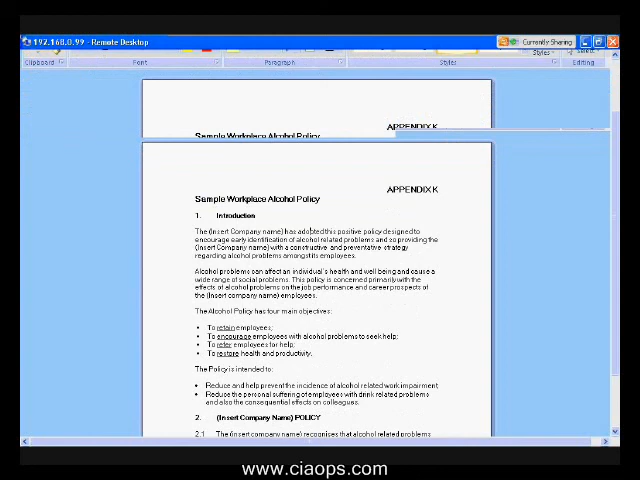 192.168.0.99 - Remote Desktop
Currently Sharing
Styles
Select
Clipboard
Font
Paragraph
Styles
Editing
APPENDIX K
Sample Workplace Alcohol Policy
APPENDIX K
Sample Workplace Alcohol Policy
1. Introduction
The (Insert Company name) has adopted this positive policy designed to
encourage early identification of alcohol related problems and so providing the
(Insert Company name) with a constructive and preventative strategy
regarding alcohol problems amongst its employees.
Alcohol problems can affect an individual's health and well being and cause a
wide range of social problems. This policy is concerned primarily with the
effects of alcohol problems on the job performance and career prospects of
the (Insert company name) employees.
The Alcohol Policy has four main objectives:
• To retain employees;
• To encourage employees with alcohol problems to seek help;
• To refer employees for help;
• To restore health and productivity.
The Policy is intended to:
• Reduce and help prevent the incidence of alcohol related work impairment
• Reduce the personal suffering of employees with drink related problems
and also the consequential effects on colleagues.
2. (Insert Company Name) POLICY
2.1 The (insert company name) recognises that alcohol related problems
www.ciaops.com